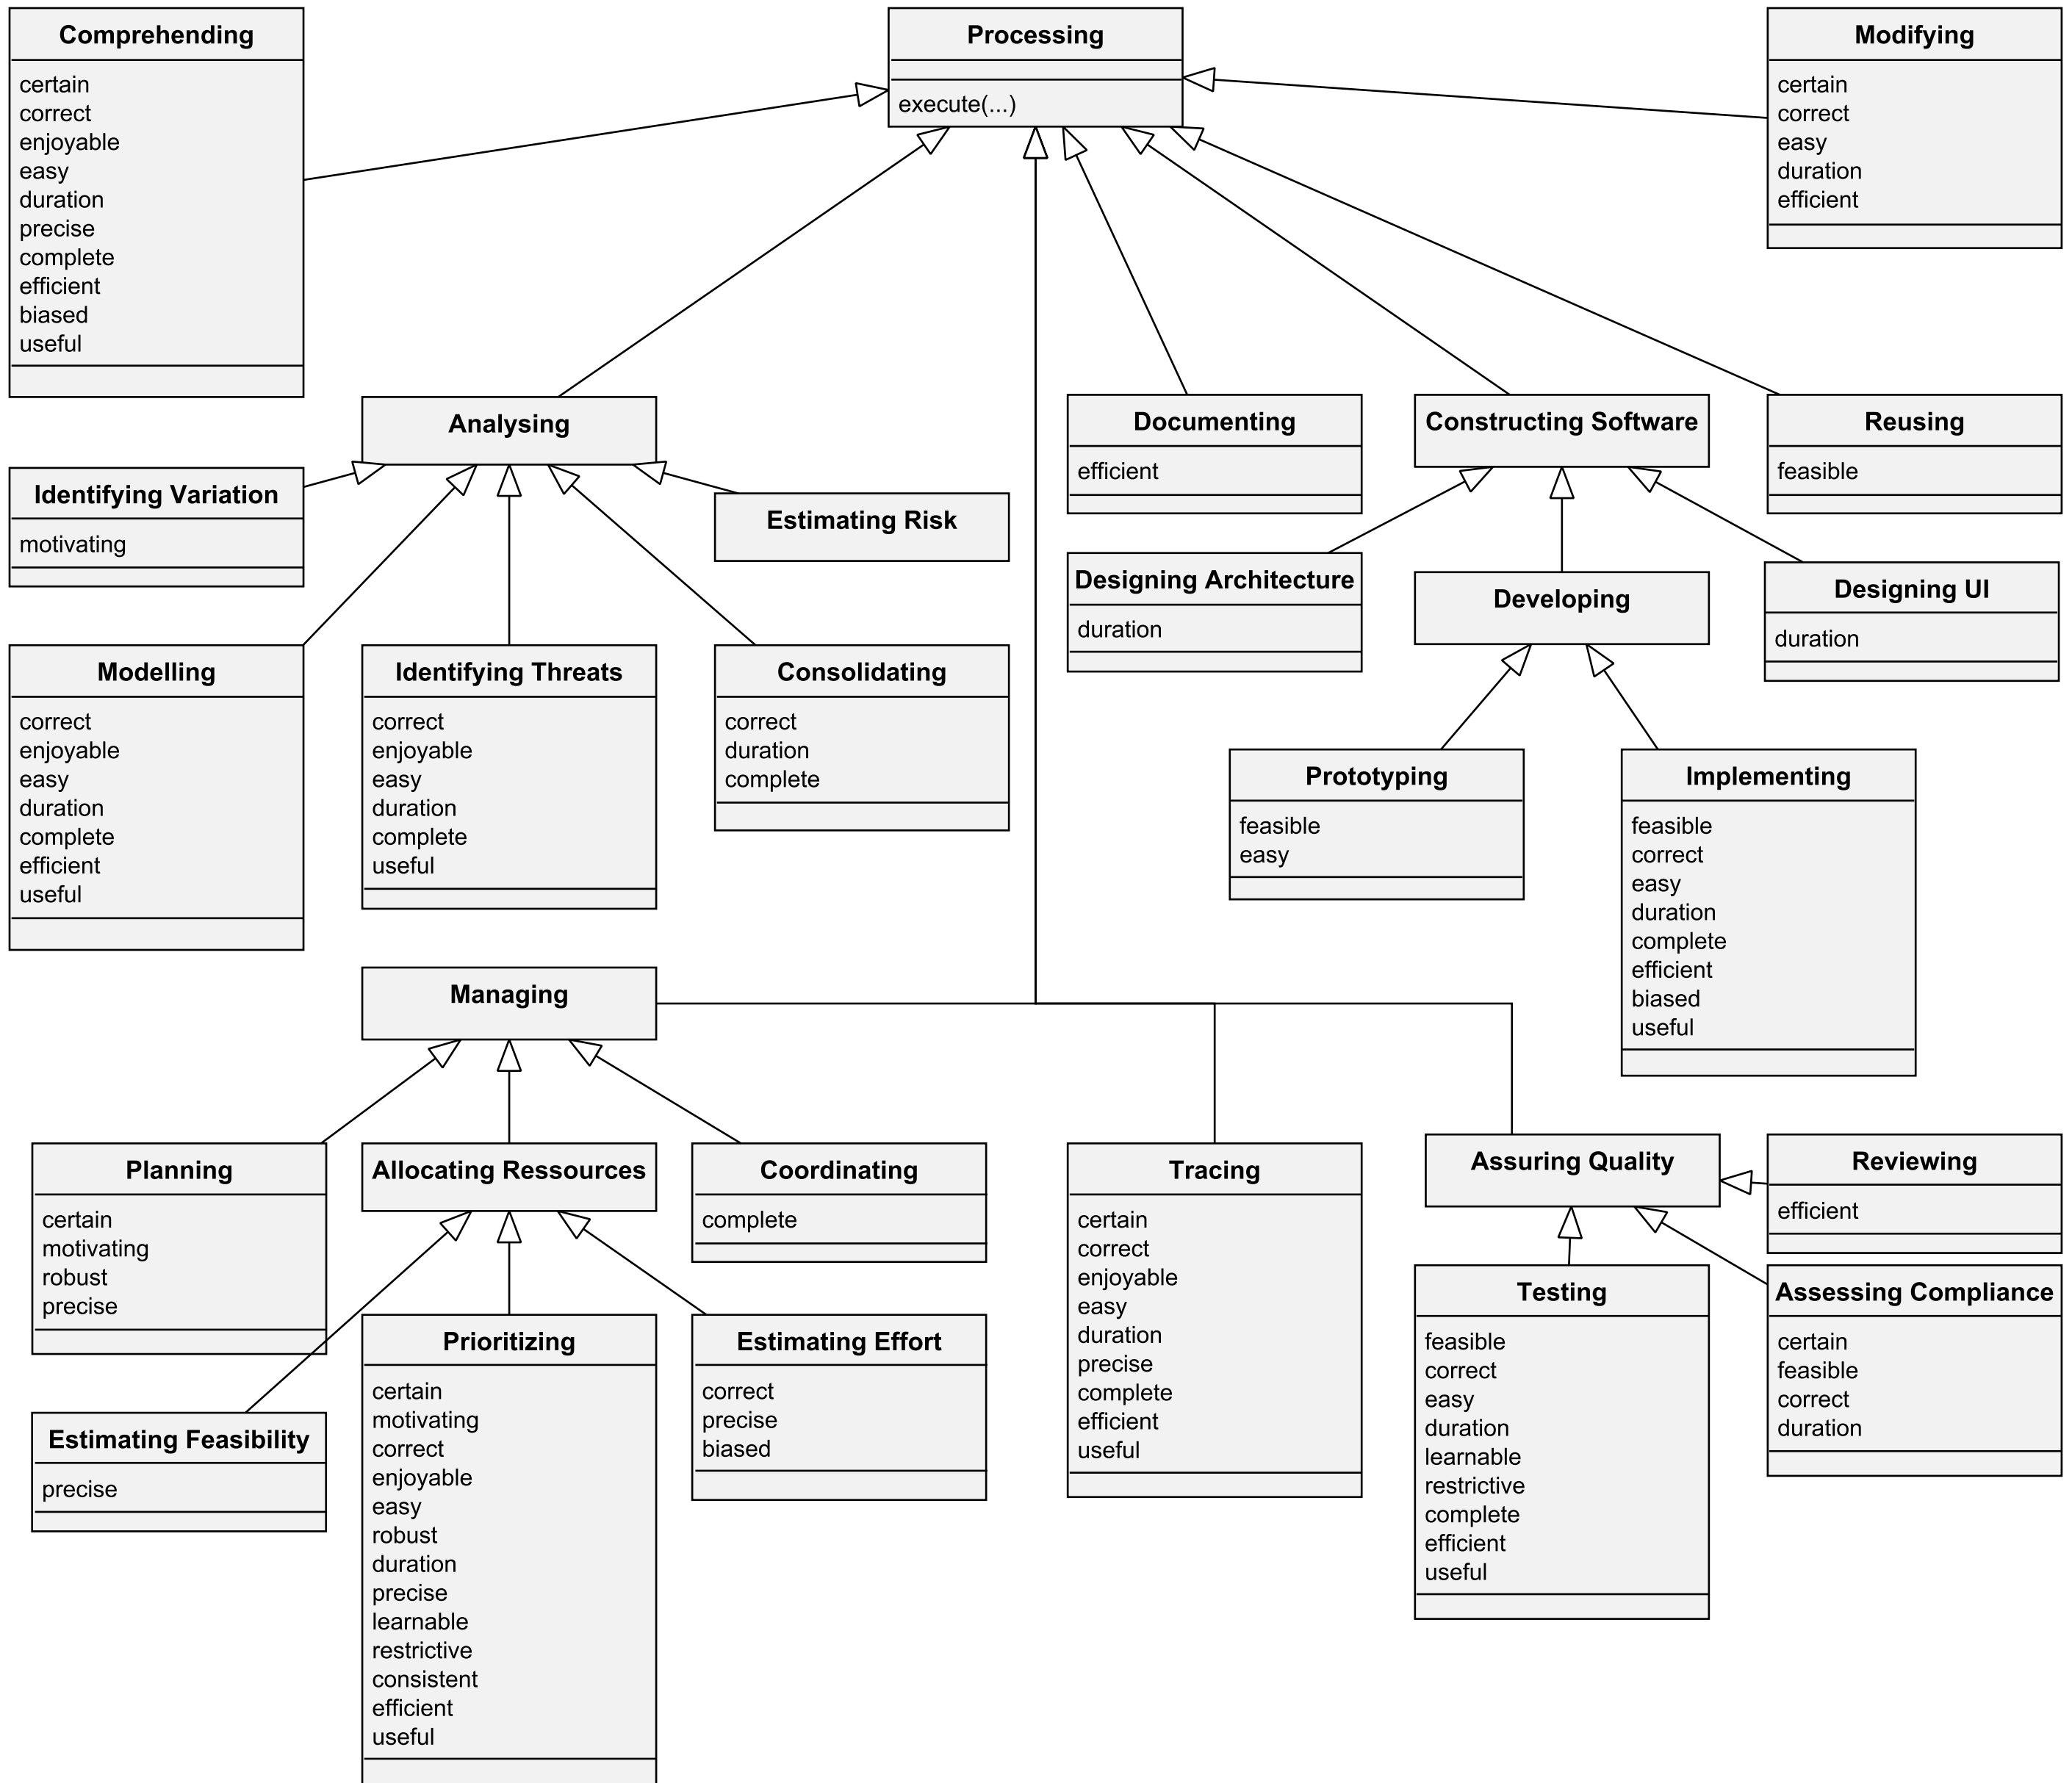 Comprehending
certain
correct
enjoyable
easy
duration
precise
complete
efficient
biased
useful
Processing
execute(...)
Modifying
certain
correct
easy
duration
efficient
Analysing
Documenting
efficient
Constructing Software
Reusing
feasible
Identifying Variation
motivating
Estimating Risk
Designing Architecture
duration
Developing
Designing UI
duration
Modelling
correct
enjoyable
easy
duration
complete
efficient
useful
Identifying Threats
correct
enjoyable
easy
duration
complete
useful
Consolidating
correct
duration
complete
Prototyping
feasible
easy
Implementing
feasible
correct
easy
duration
complete
efficient
biased
useful
Managing
Planning
certain
motivating
robust
precise
Allocating Ressources
Coordinating
complete
Tracing
certain
correct
enjoyable
easy
duration
precise
complete
efficient
useful
Assuring Quality
Reviewing
efficient
Testing
feasible
correct
easy
duration
learnable
restrictive
complete
efficient
useful
Assessing Compliance
certain
feasible
correct
duration
Estimating Feasibility
precise
Prioritizing
certain
motivating
correct
enjoyable
easy
robust
duration
precise
learnable
restrictive
consistent
efficient
useful
Estimating Effort
correct
precise
biased